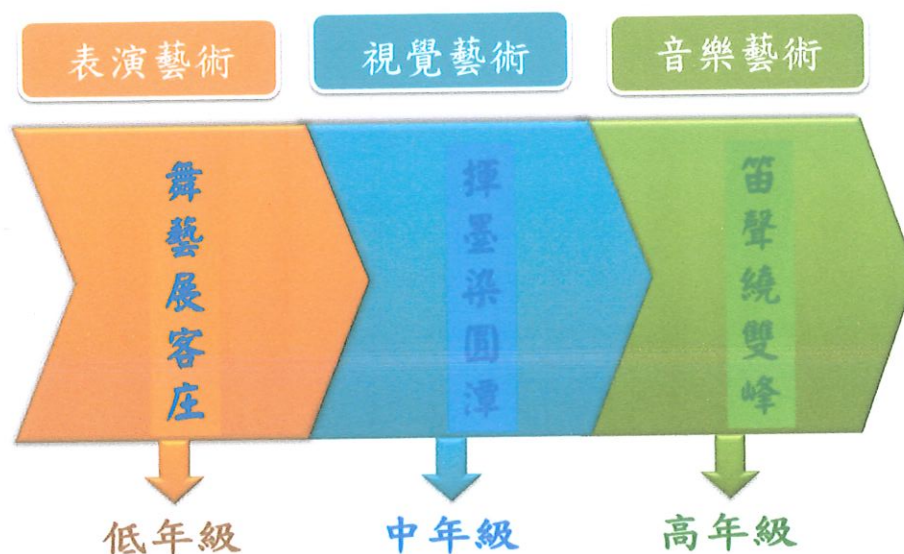 表演藝術
視覺藝術
音樂藝術
舞藝展客庄
揮墨染圓潭
笛聲繞雙峰
低年級
中年級
高年級